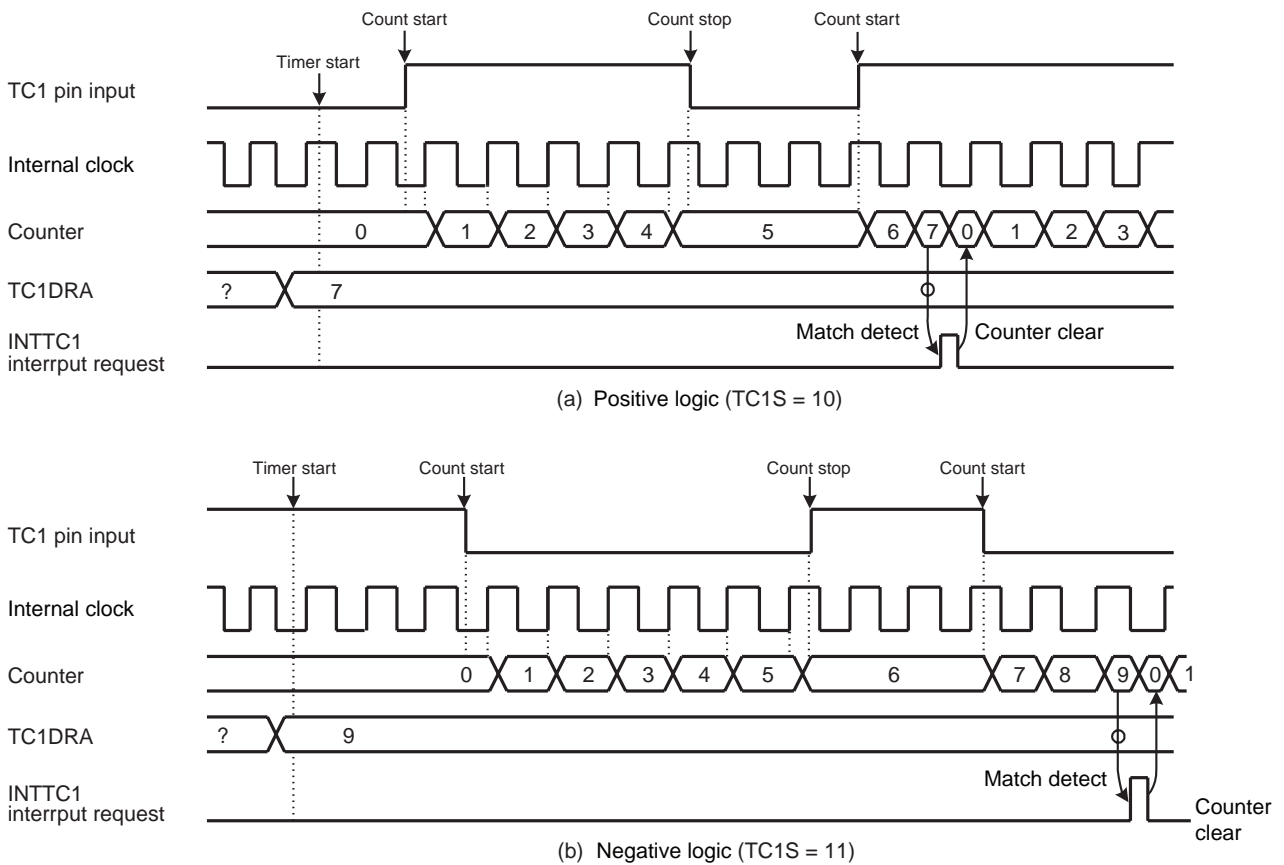 Count start Count stop Count start
Timer start
TC1 pin input
Internal clock
Counter 0 1 2 3 4 5 6 7 0 1 2 3
TC1DRA ? 7
INTTC1
interrput request
Match detect Counter clear
(a) Positive logic (TC1S = 10)
Timer start Count start Count stop Count start
TC1 pin input
Internal clock
Counter 0 1 2 3 4 5 6 7 8 9 0 1
TC1DRA ? 9
INTTC1
interrput request
Match detect
Counter
clear
(b) Negative logic (TC1S = 11)